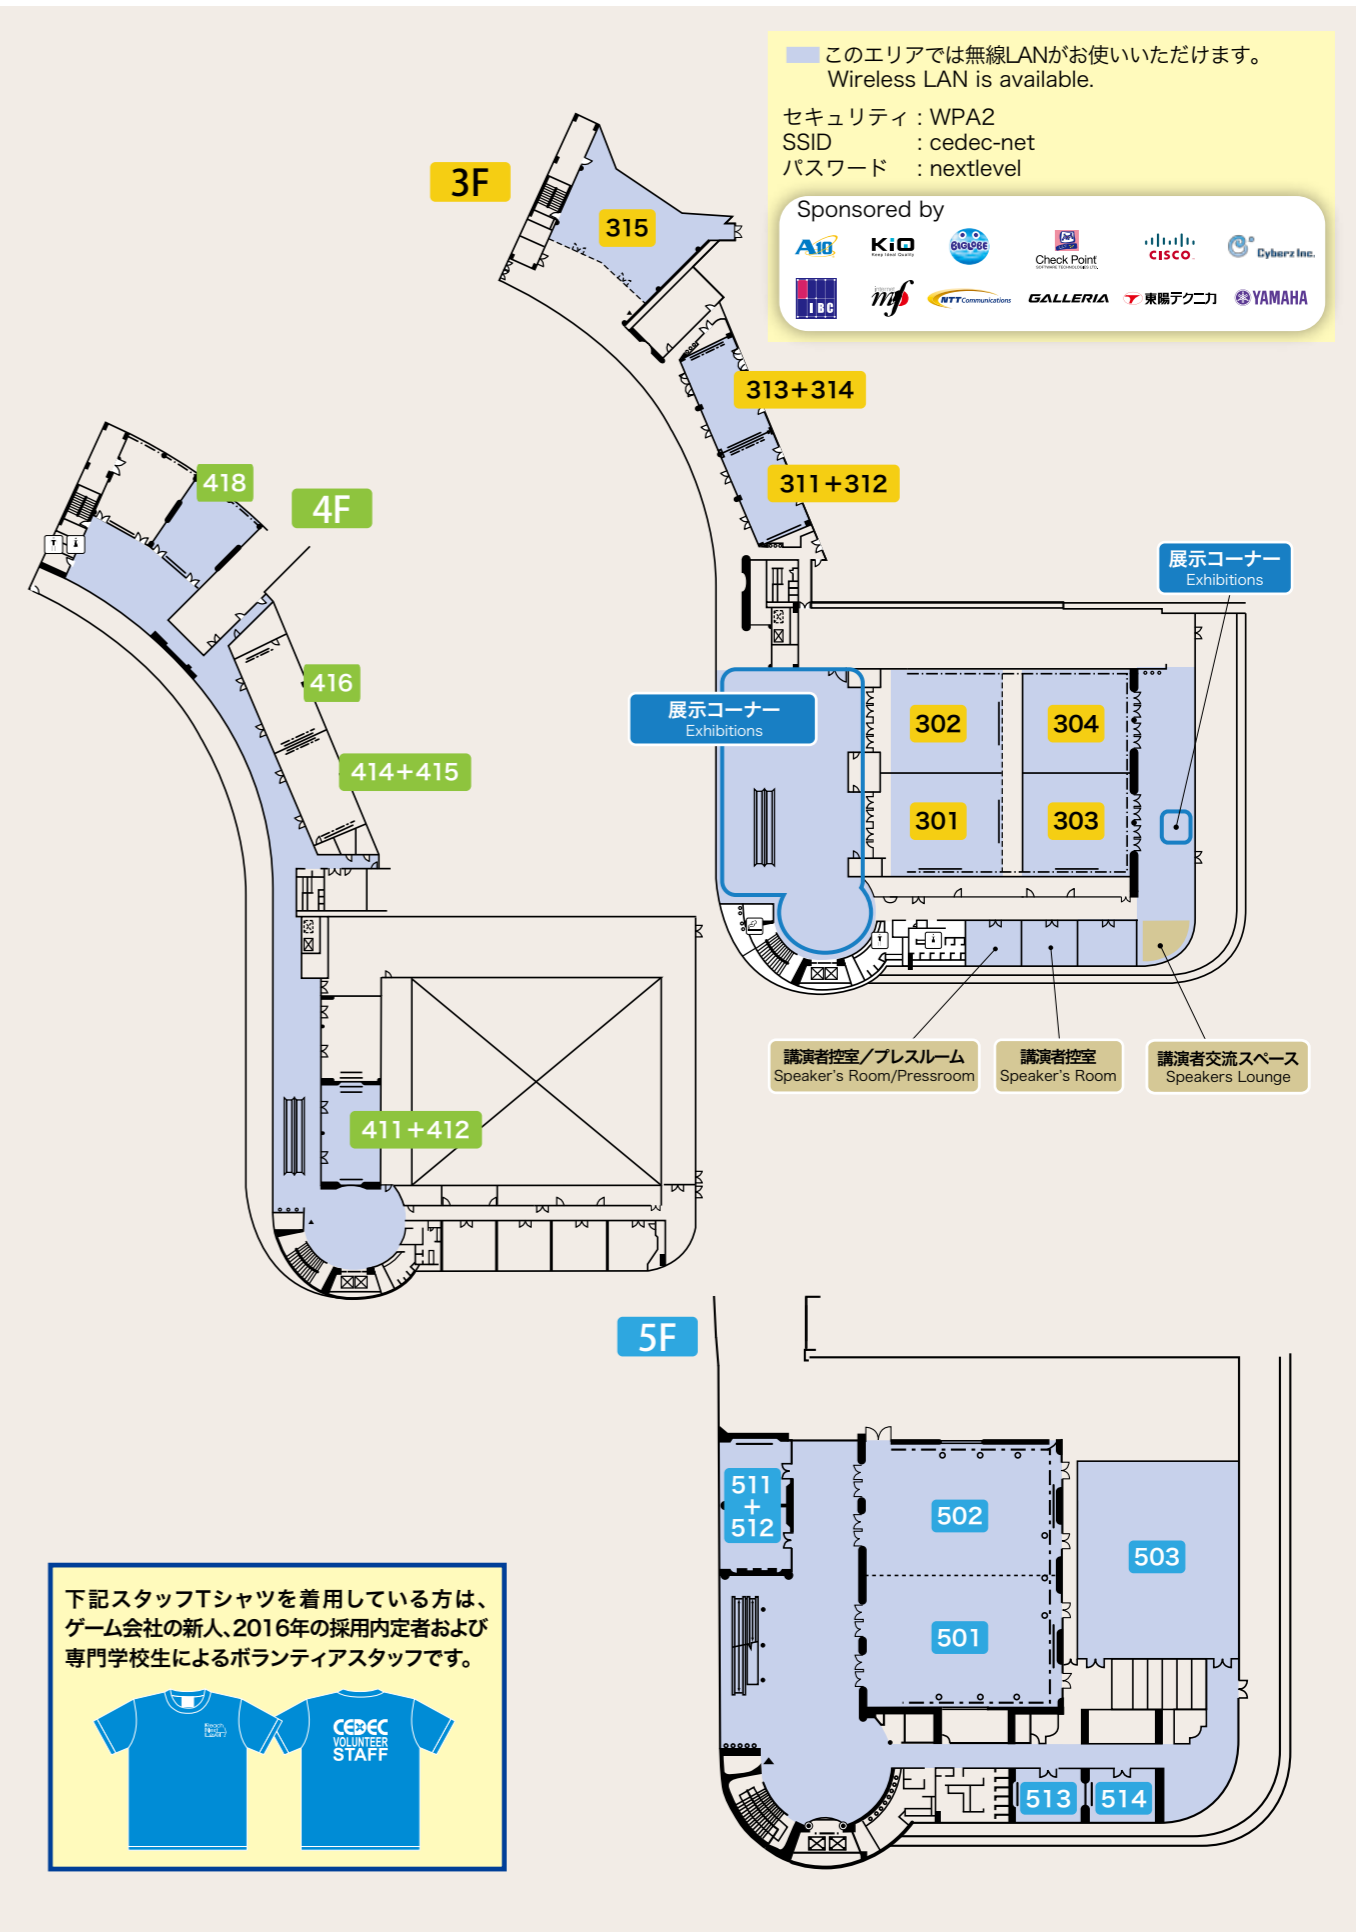 このエリアでは無線LANがお使いいただけます。
Wireless LAN is available.
セキュリティ : WPA2
SSID : cedec-net
パスワード : nextlevel
Sponsored by
A10
KiQ
Keep Ideal Quality
BIGLOBE
Check Point
SOFTWARE TECHNOLOGIES LTD.
CISCO
Cyberz Inc.
IBC
internet
mf
NTT Communications
GALLERIA
東陽テクニカ
YAMAHA
3F
315
313+314
311+312
418
4F
展示コーナー
Exhibitions
416
展示コーナー
Exhibitions
302
304
414+415
301
303
講演者控室／プレスルーム
Speaker's Room/Pressroom
講演者控室
Speaker's Room
講演者交流スペース
Speakers Lounge
411+412
5F
511
+
512
502
503
501
513
514
下記スタッフTシャツを着用している方は、
ゲーム会社の新人、2016年の採用内定者および
専門学校生によるボランティアスタッフです。
CEDEC
VOLUNTEER
STAFF